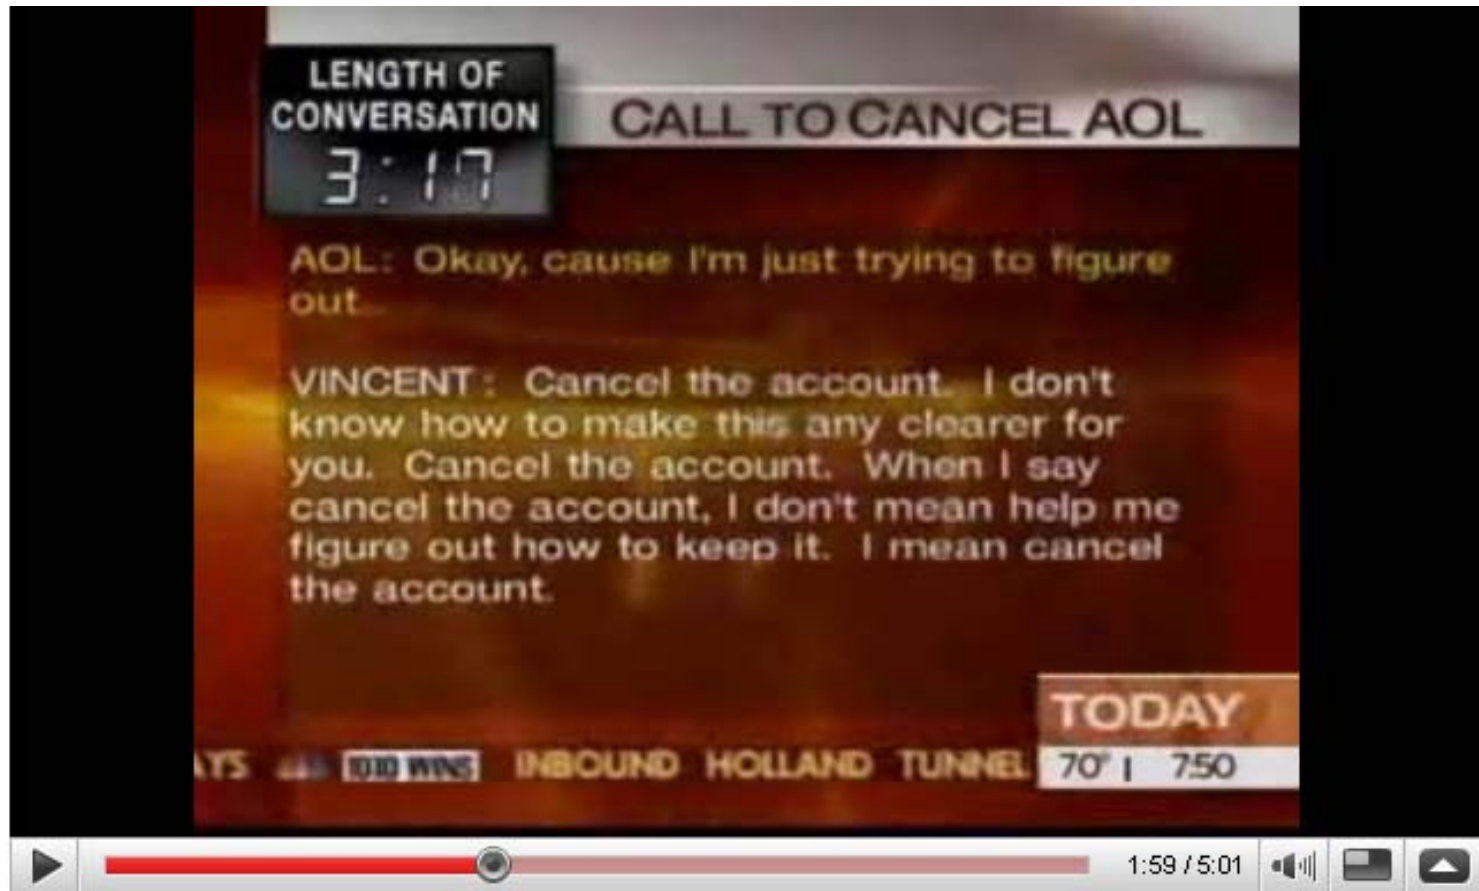 LENGTH OF
CONVERSATION
3:17
CALL TO CANCEL AOL
AOL: Okay, cause I'm just trying to figure
out...
VINCENT: Cancel the account. I don't
know how to make this any clearer for
you. Cancel the account. When I say
cancel the account, I don't mean help me
figure out how to keep it. I mean cancel
the account.
TODAY
AYS 1010 WINS INBOUND HOLLAND TUNNEL
70° | 7:50
1:59 / 5:01